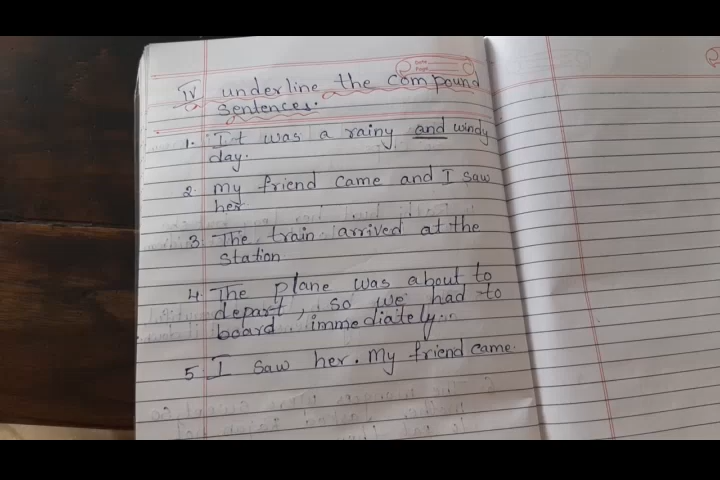 IV underline the compound
sentences.
1. It was a rainy and windy
day.
2. My friend came and I saw
her
3. The train arrived at the
station
4. The plane was about to
depart, so we had to
board immediately.
5 I saw her. My friend came.